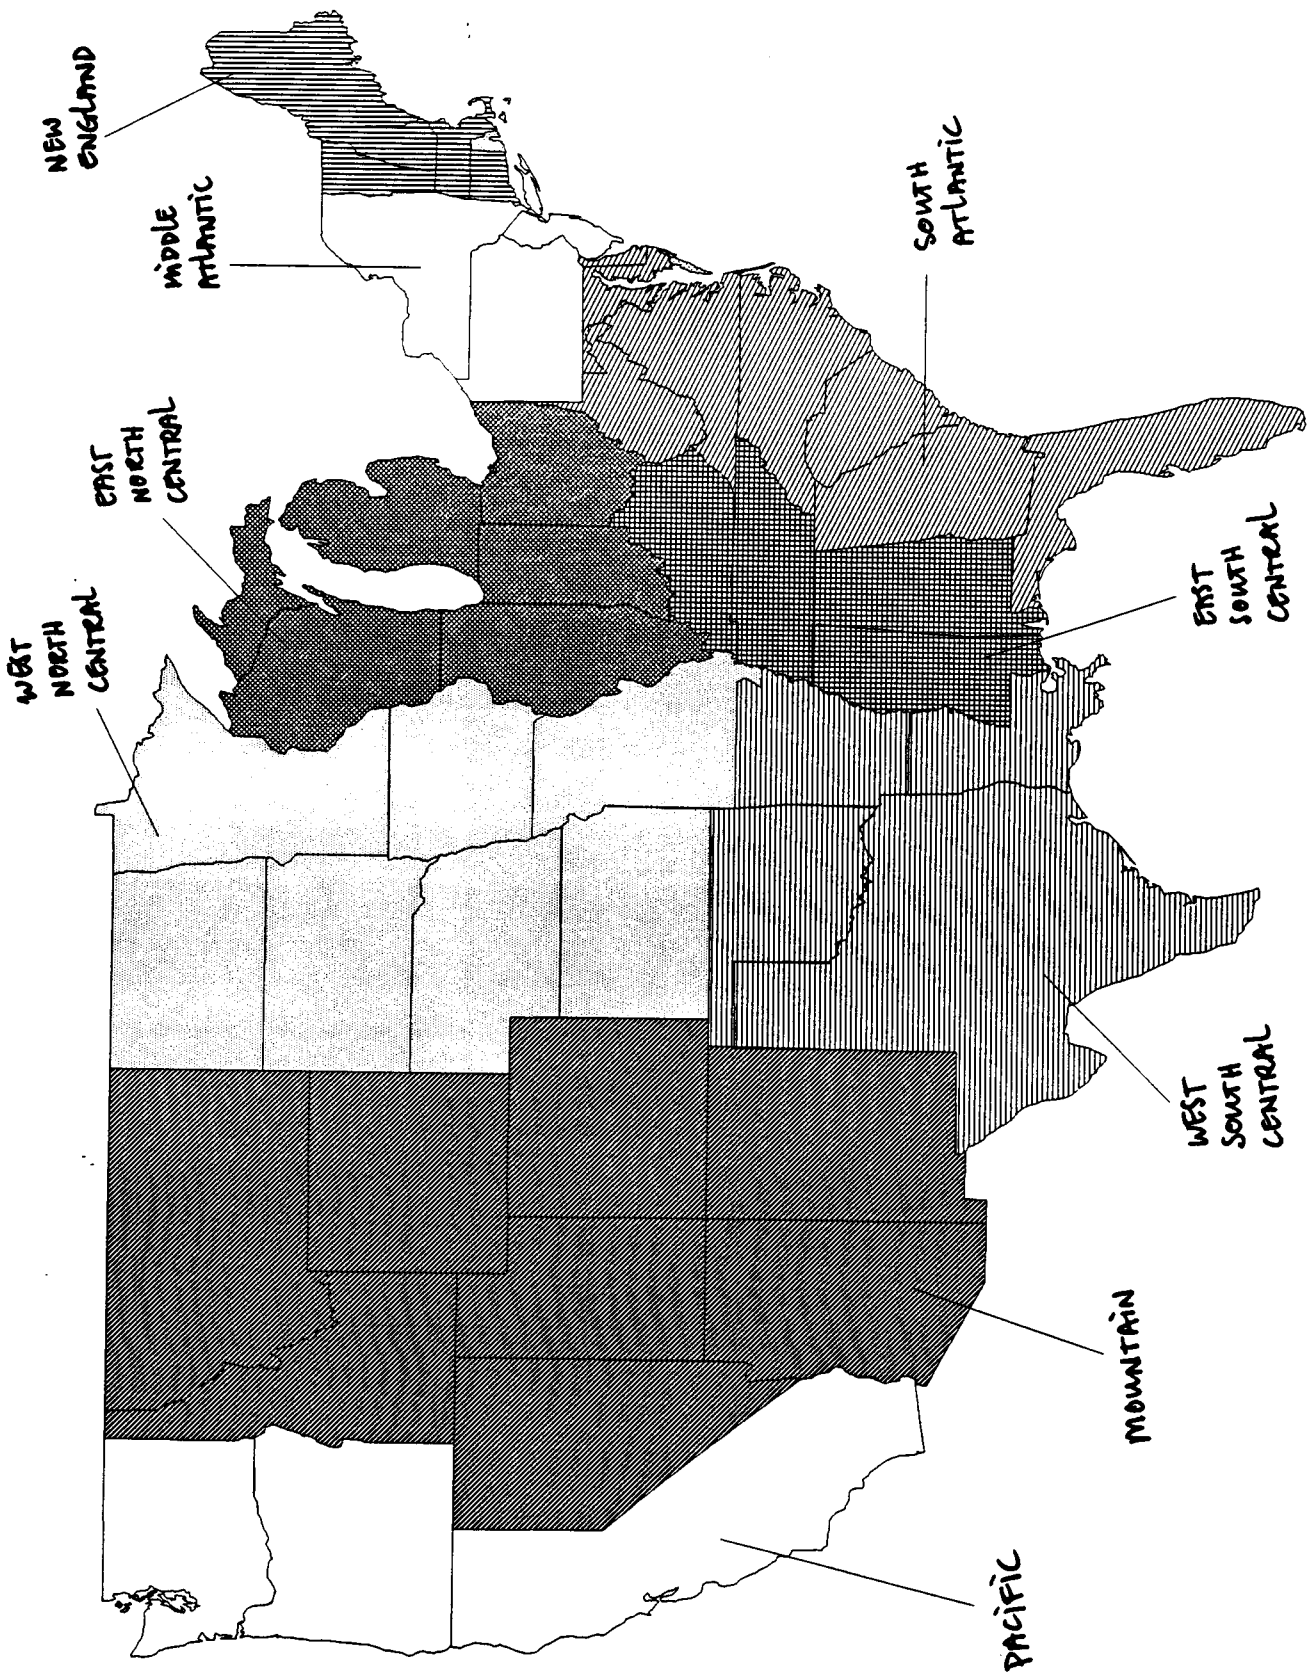 NEW
ENGLAND
MIDDLE
ATLANTIC
SOUTH
ATLANTIC
EAST
NORTH
CENTRAL
WEST
NORTH
CENTRAL
EAST
SOUTH
CENTRAL
WEST
SOUTH
CENTRAL
MOUNTAIN
PACIFIC